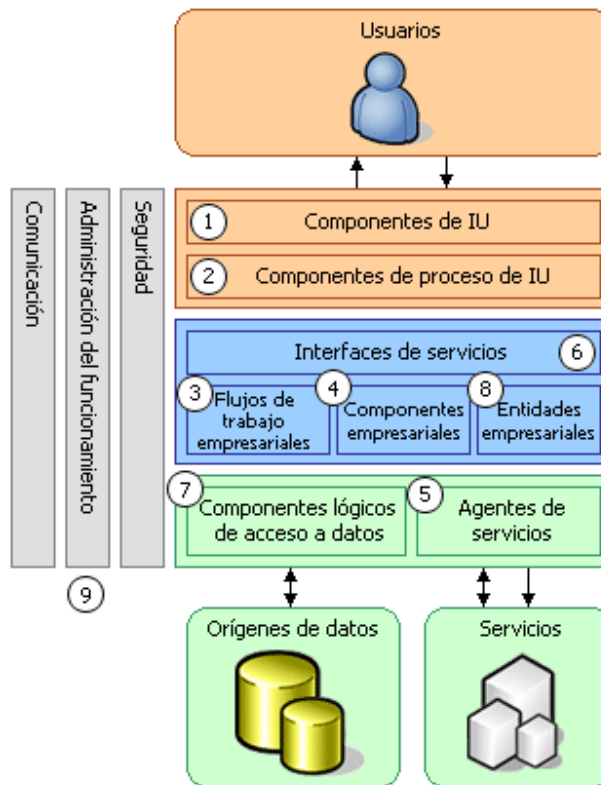 Usuarios
Comunicación
Administración del funcionamiento
Seguridad
1
Componentes de IU
2
Componentes de proceso de IU
Interfaces de servicios
6
3
Flujos de
trabajo
empresariales
4
Componentes
empresariales
8
Entidades
empresariales
7
Componentes lógicos
de acceso a datos
5
Agentes de
servicios
9
Orígenes de datos
Servicios